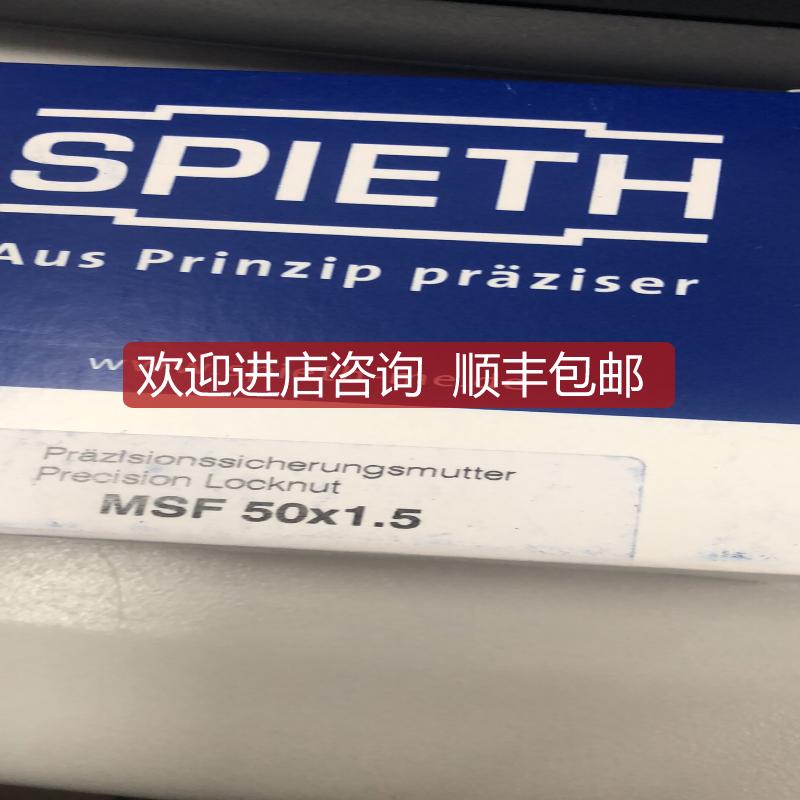 SPIETH
Aus Prinzip präziser
欢迎进店咨询 顺丰包邮
Präzisionssicherungsmutter
Precision Locknut
MSF 50x1.5